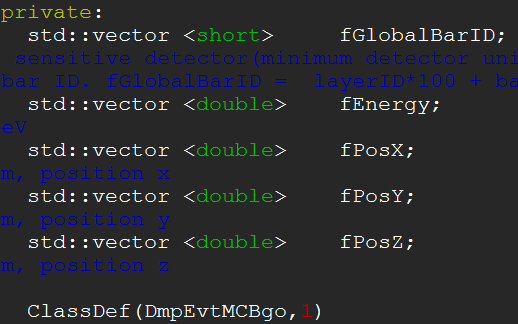 private:
std::vector <short> fGlobalBarID;
sensitive detector(minimum detector uni
bar ID. fGlobalBarID = layerID*100 + ba
std::vector <double> fEnergy;
eV
std::vector <double> fPosX;
m, position x
std::vector <double> fPosY;
m, position y
std::vector <double> fPosZ;
m, position z
ClassDef(DmpEvtMCBgo,1)